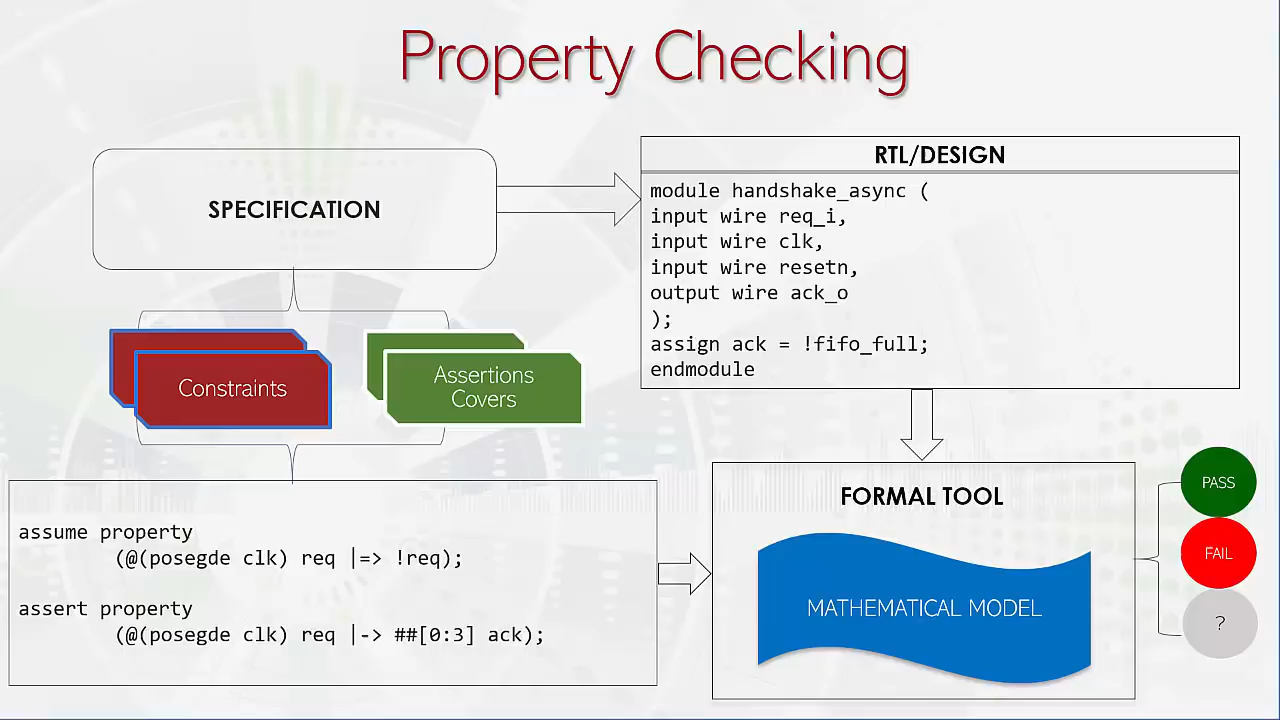 Property Checking
SPECIFICATION
RTL/DESIGN
module handshake_async (
input wire req_i,
input wire clk,
input wire resetn,
output wire ack_o
);
assign ack = !fifo_full;
endmodule
Constraints
Assertions
Covers
assume property
(@(posegde clk) req |=> !req);
assert property
(@(posegde clk) req |-> ##[0:3] ack);
FORMAL TOOL
MATHEMATICAL MODEL
PASS
FAIL
?